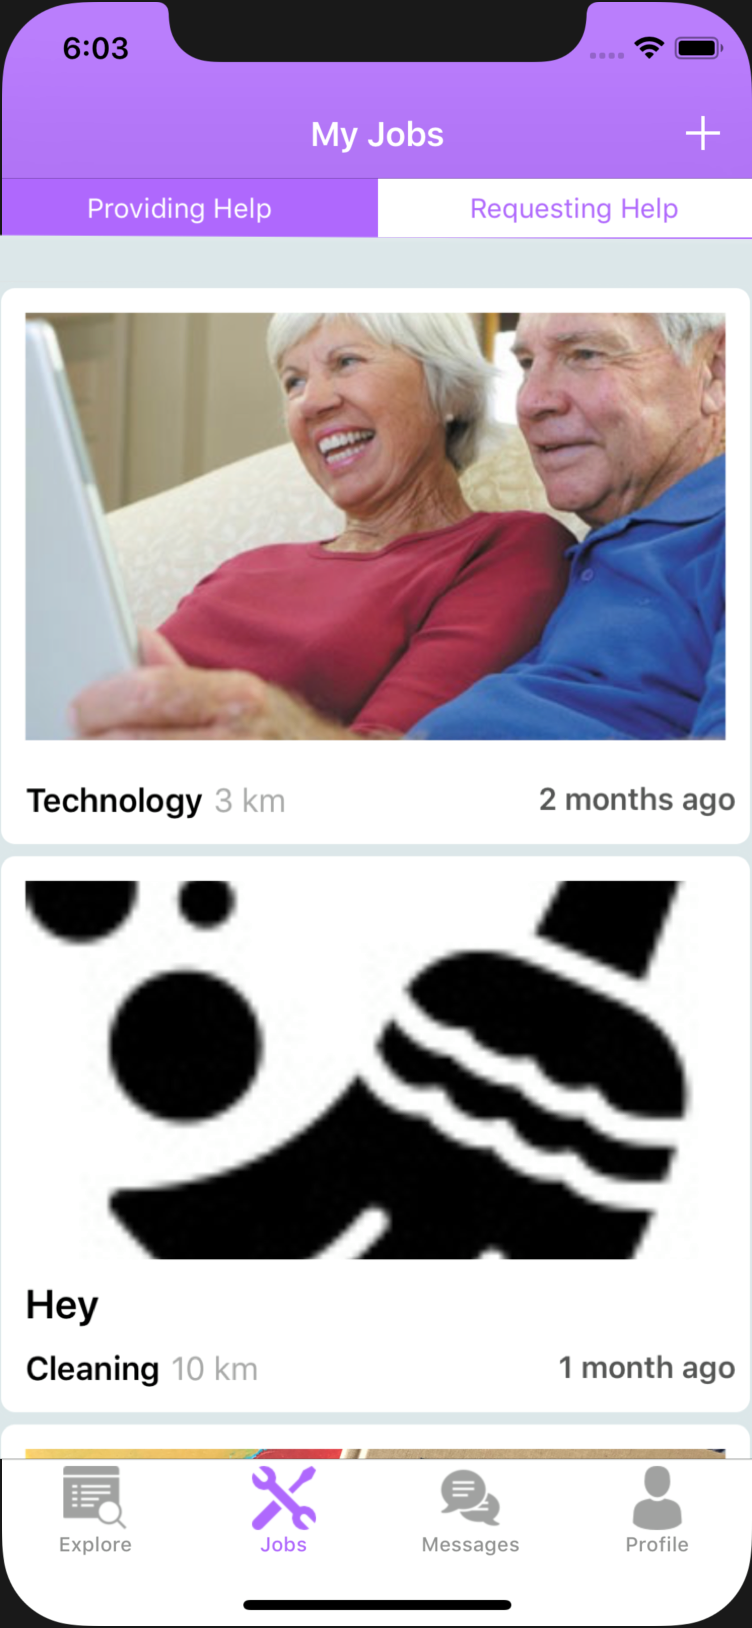 6:03
My Jobs
Providing Help
Requesting Help
Technology 3 km
2 months ago
Hey
Cleaning 10 km
1 month ago
Explore
Jobs
Messages
Profile